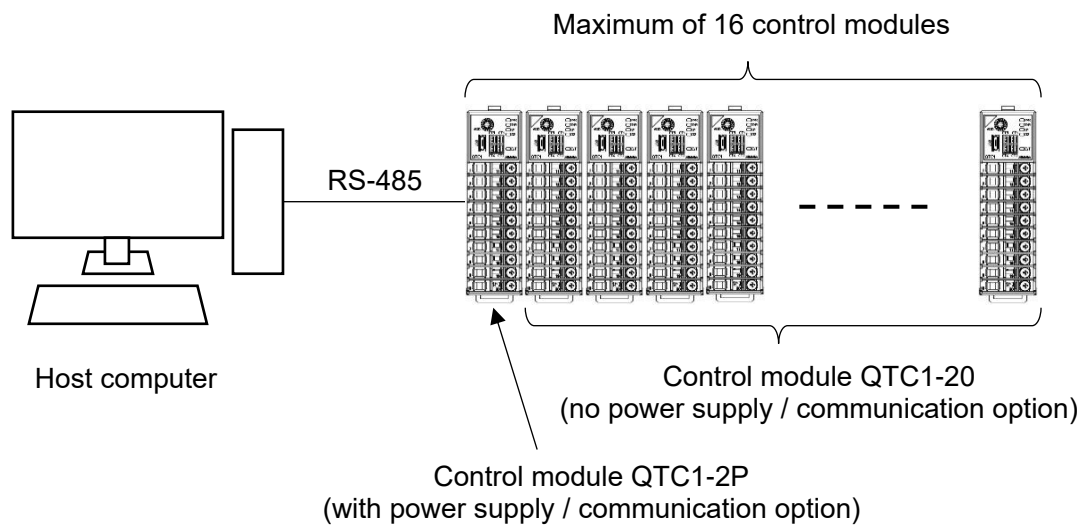 Maximum of 16 control modules
RS-485
Host computer
Control module QTC1-20
(no power supply / communication option)
Control module QTC1-2P
(with power supply / communication option)